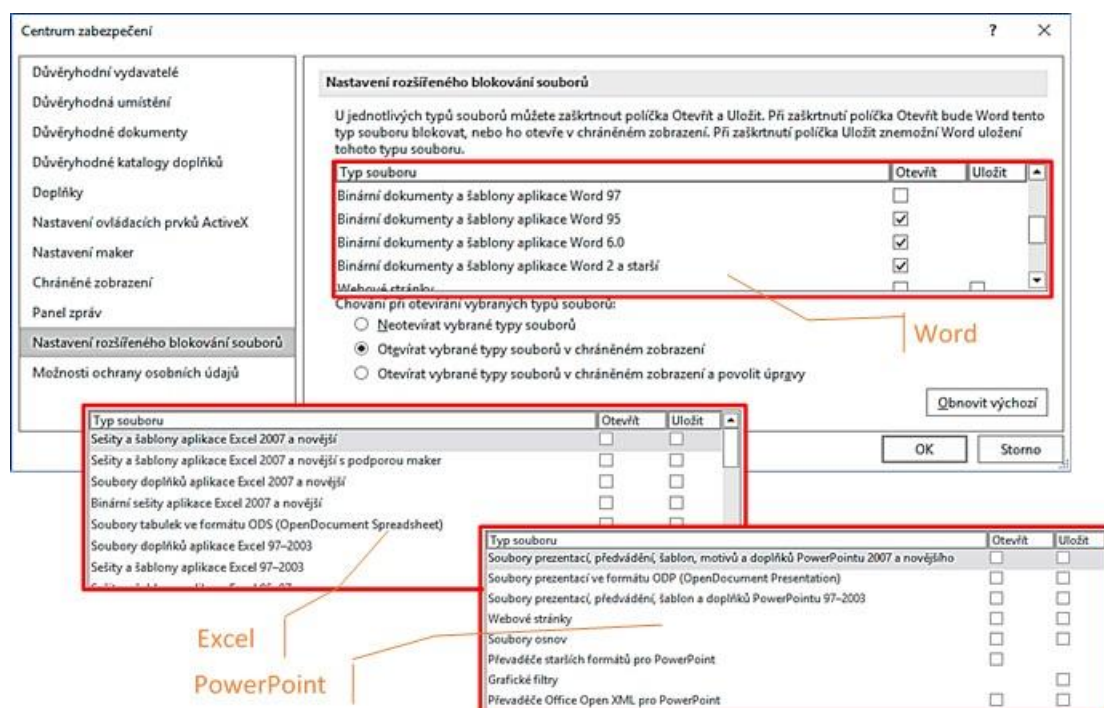 Centrum zabezpečení
Důvěryhodní vydavatelé
Důvěryhodná umístění
Důvěryhodné dokumenty
Důvěryhodné katalogy doplňků
Doplňky
Nastavení ovládacích prvků ActiveX
Nastavení maker
Chráněné zobrazení
Panel zpráv
Nastavení rozšířeného blokování souborů
Možnosti ochrany osobních údajů
Nastavení rozšířeného blokování souborů
U jednotlivých typů souborů můžete zaškrtnout políčka Otevřít a Uložit. Při zaškrtnutí políčka Otevřít bude Word tento
typ souboru blokovat, nebo ho otevře v chráněném zobrazení. Při zaškrtnutí políčka Uložit znemožní Word uložení
tohoto typu souboru.
Typ souboru Otevřít Uložit
Binární dokumenty a šablony aplikace Word 97
Binární dokumenty a šablony aplikace Word 95
Binární dokumenty a šablony aplikace Word 6.0
Binární dokumenty a šablony aplikace Word 2 a starší
Webové stránky
Chování při otevírání vybraných typů souborů:
Neotevírat vybrané typy souborů
Otevírat vybrané typy souborů v chráněném zobrazení
Otevírat vybrané typy souborů v chráněném zobrazení a povolit úpravy
Word
Obnovit výchozí
OK Storno
Typ souboru Otevřít Uložit
Sešity a šablony aplikace Excel 2007 a novější
Sešity a šablony aplikace Excel 2007 a novější s podporou maker
Soubory doplňků aplikace Excel 2007 a novější
Binární sešity aplikace Excel 2007 a novější
Soubory tabulek ve formátu ODS (OpenDocument Spreadsheet)
Soubory doplňků aplikace Excel 97–2003
Sešity a šablony aplikace Excel 97–2003
Excel
Typ souboru Otevřít Uložit
Soubory prezentací, předvádění, šablon, motivů a doplňků PowerPointu 2007 a novějšího
Soubory prezentací ve formátu ODP (OpenDocument Presentation)
Soubory prezentací, předvádění, šablon a doplňků PowerPointu 97–2003
Webové stránky
Soubory osnov
Převaděče starších formátů pro PowerPoint
Grafické filtry
Převaděče Office Open XML pro PowerPoint
PowerPoint